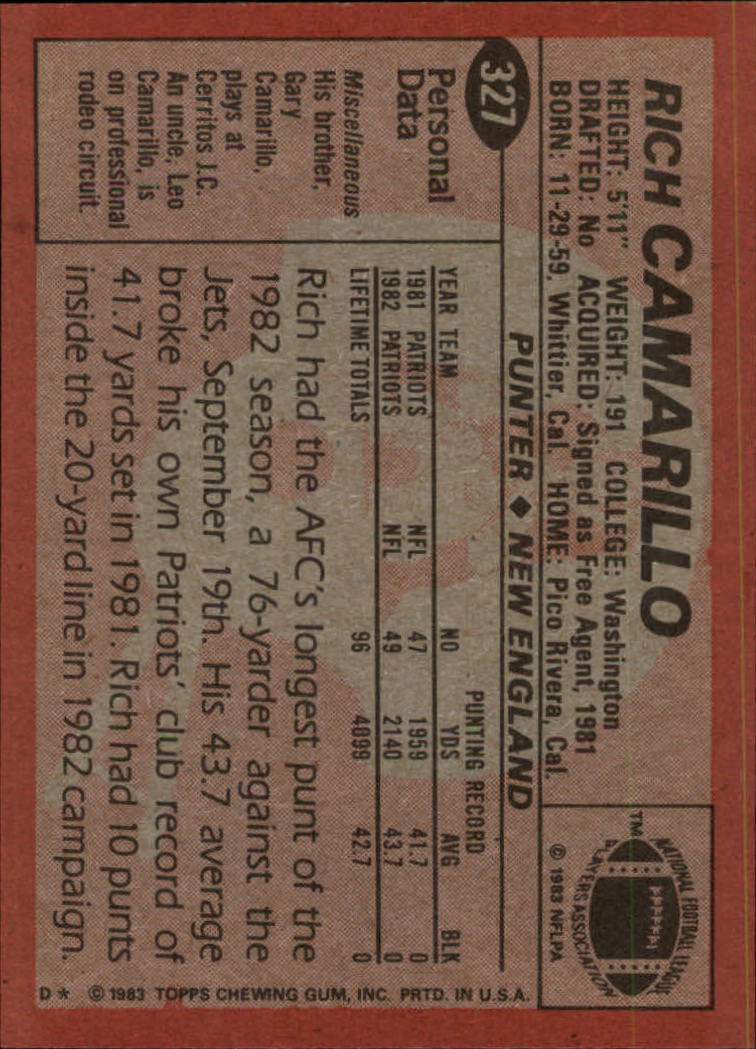 RICH CAMARILLO
HEIGHT: 5'11" WEIGHT: 191 COLLEGE: Washington
DRAFTED: No ACQUIRED: Signed as Free Agent, 1981
BORN: 11-29-59, Whittier, Cal. HOME: Pico Rivera, Cal.
TM
NATIONAL FOOTBALL LEAGUE
PLAYERS ASSOCIATION
© 1983 NFLPA
327
PUNTER ◆ NEW ENGLAND
Personal
Data
Miscellaneous
His brother,
Gary
Camarillo,
plays at
Cerritos J.C.
An uncle, Leo
Camarillo, is
on professional
rodeo circuit.
PUNTING RECORD
YEAR TEAM NO YDS AVG BLK
1981 PATRIOTS NFL 47 1959 41.7 0
1982 PATRIOTS NFL 49 2140 43.7 0
LIFETIME TOTALS 96 4099 42.7 0
Rich had the AFC's longest punt of the
1982 season, a 76-yarder against the
Jets, September 19th. His 43.7 average
broke his own Patriots' club record of
41.7 yards set in 1981. Rich had 10 punts
inside the 20-yard line in 1982 campaign.
D* © 1983 TOPPS CHEWING GUM, INC. PRTD. IN U.S.A.